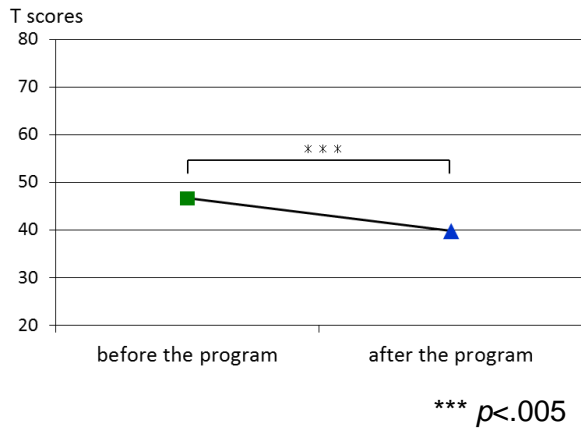 T scores
80
70
60
* * *
50
40
30
20
before the program after the program
*** p<.005